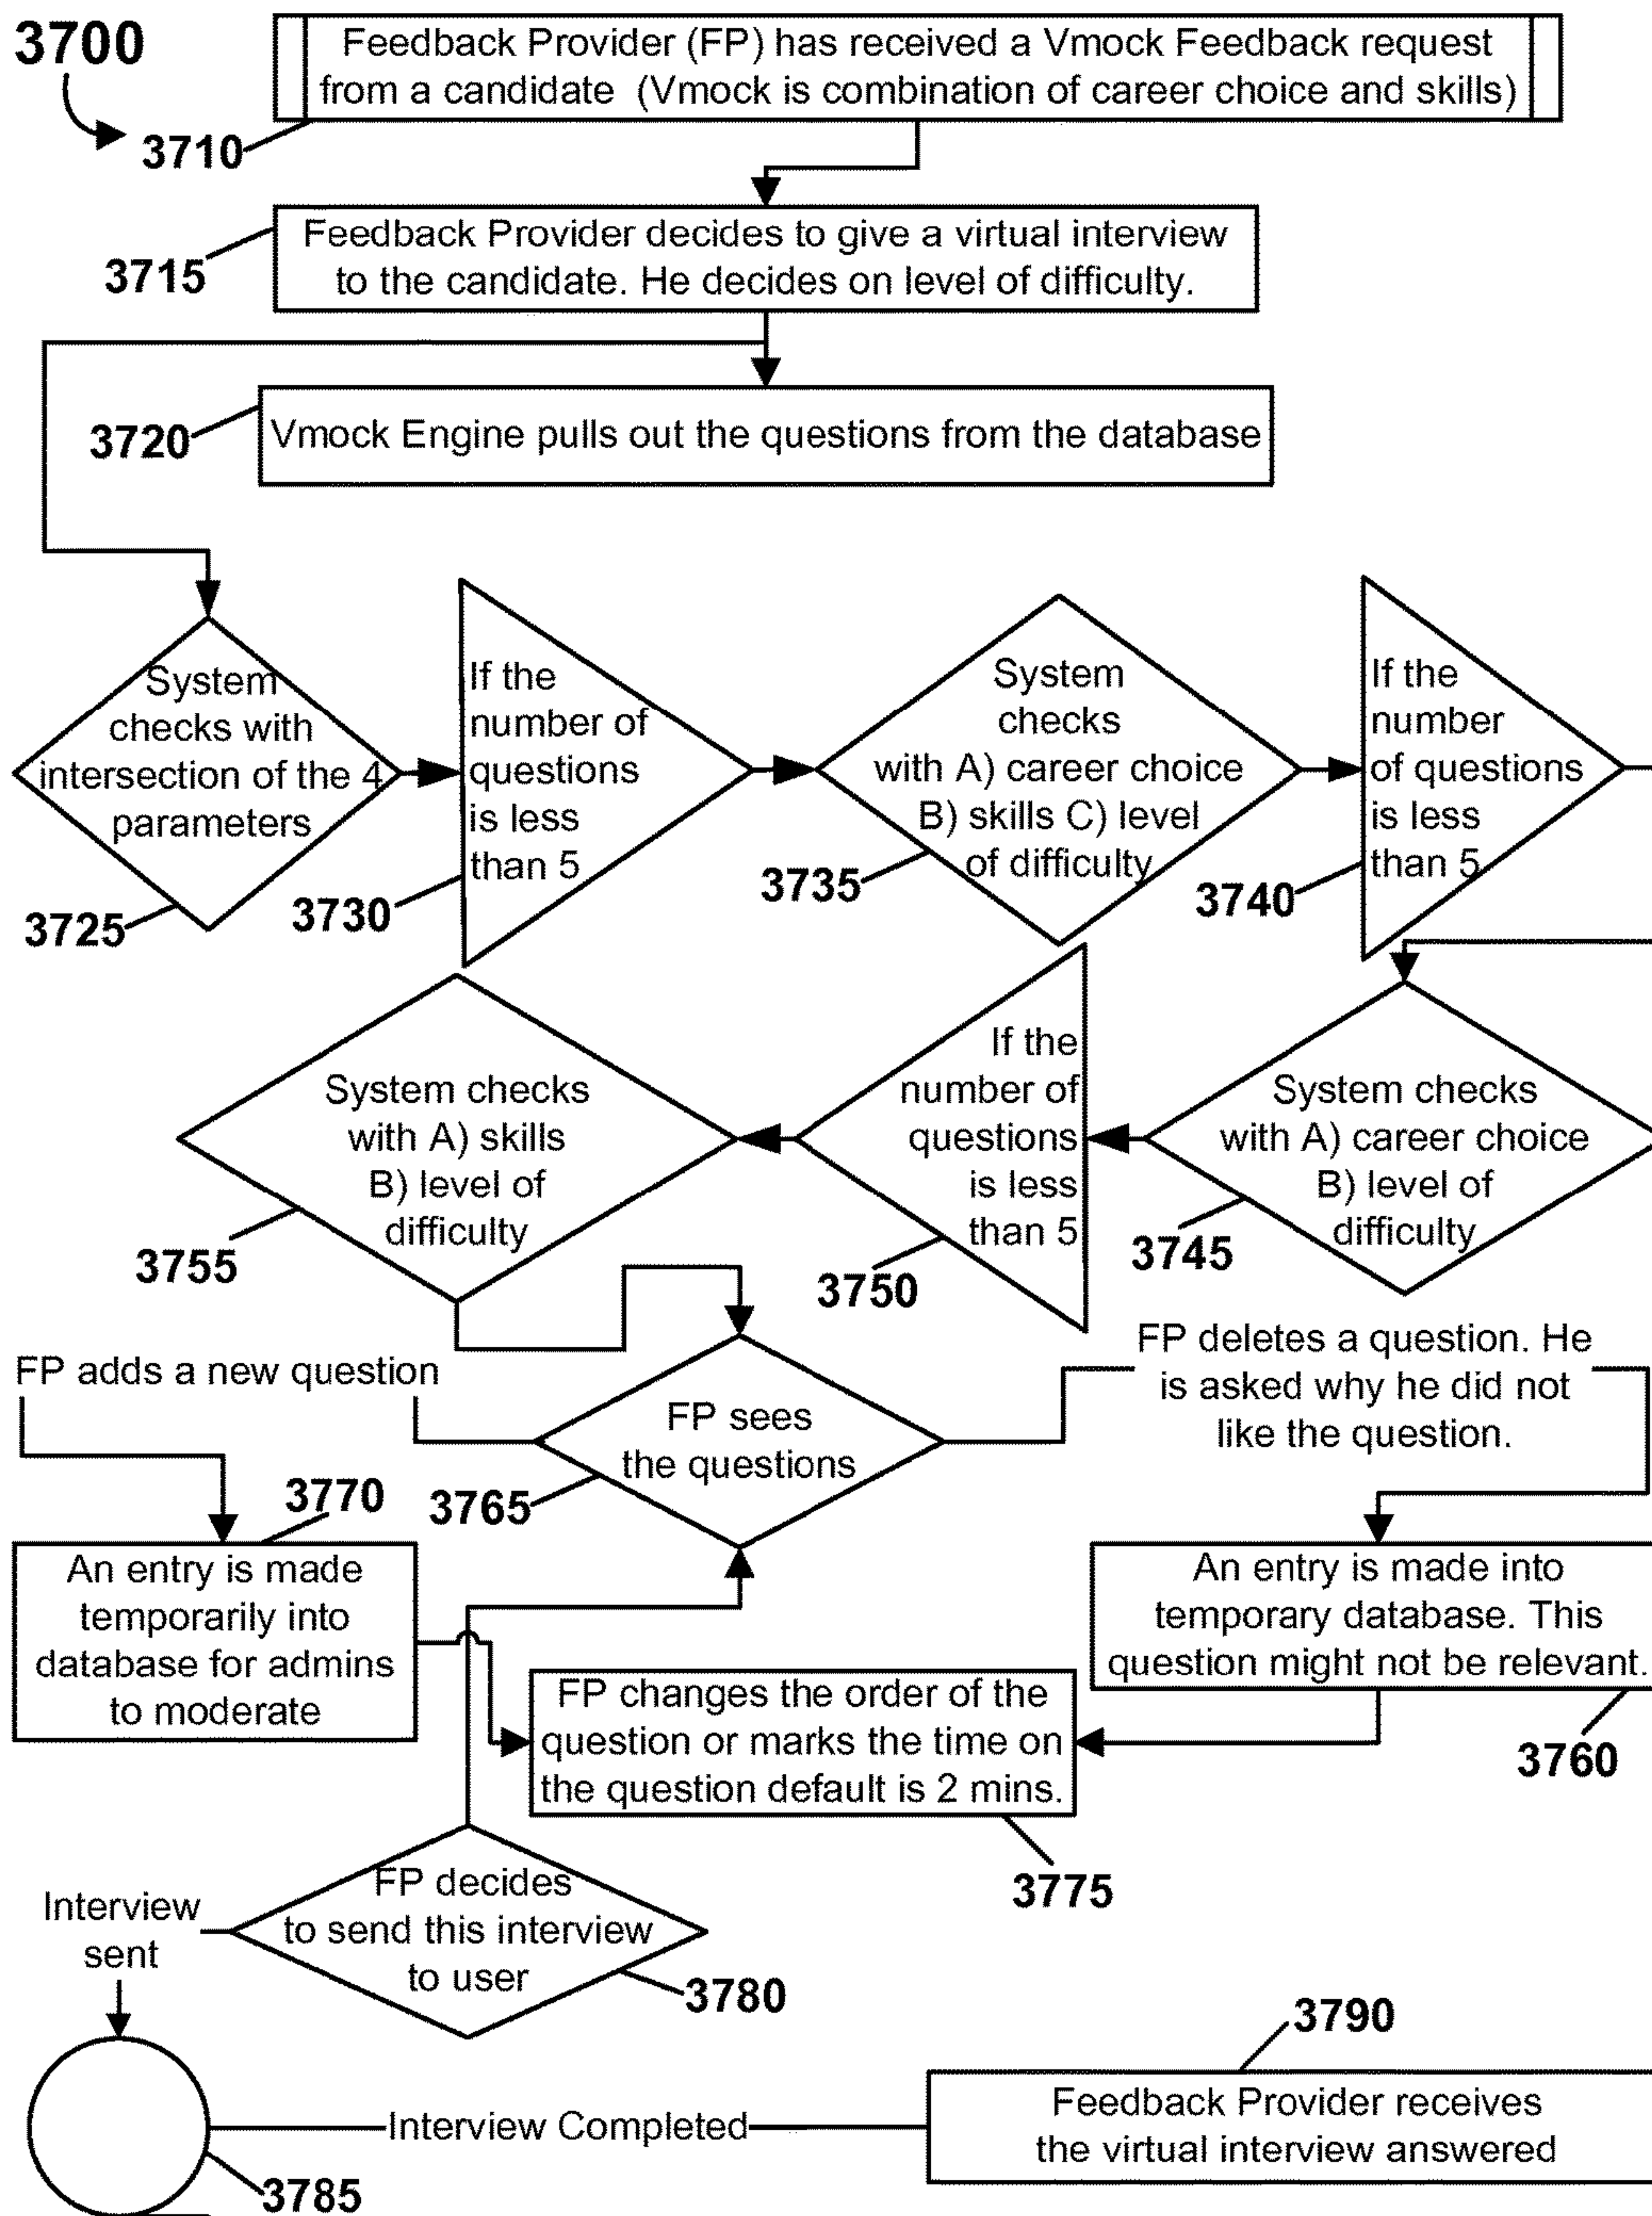 3700
Feedback Provider (FP) has received a Vmock Feedback request
from a candidate (Vmock is combination of career choice and skills)
3710
Feedback Provider decides to give a virtual interview
to the candidate. He decides on level of difficulty.
3715
Vmock Engine pulls out the questions from the database
3720
System
checks with
intersection of the 4
parameters
3725
If the
number of
questions
is less
than 5
3730
System
checks
with A) career choice
B) skills C) level
of difficulty
3735
If the
number
of questions
is less
than 5
3740
System checks
with A) career choice
B) level of
difficulty
3745
If the
number of
questions
is less
than 5
3750
System checks
with A) skills
B) level of
difficulty
3755
FP adds a new question
FP sees
the questions
3765
FP deletes a question. He
is asked why he did not
like the question.
3770
An entry is made
temporarily into
database for admins
to moderate
An entry is made into
temporary database. This
question might not be relevant.
3760
FP changes the order of the
question or marks the time on
the question default is 2 mins.
3775
FP decides
to send this interview
to user
3780
Interview
sent
3785
Interview Completed
3790
Feedback Provider receives
the virtual interview answered